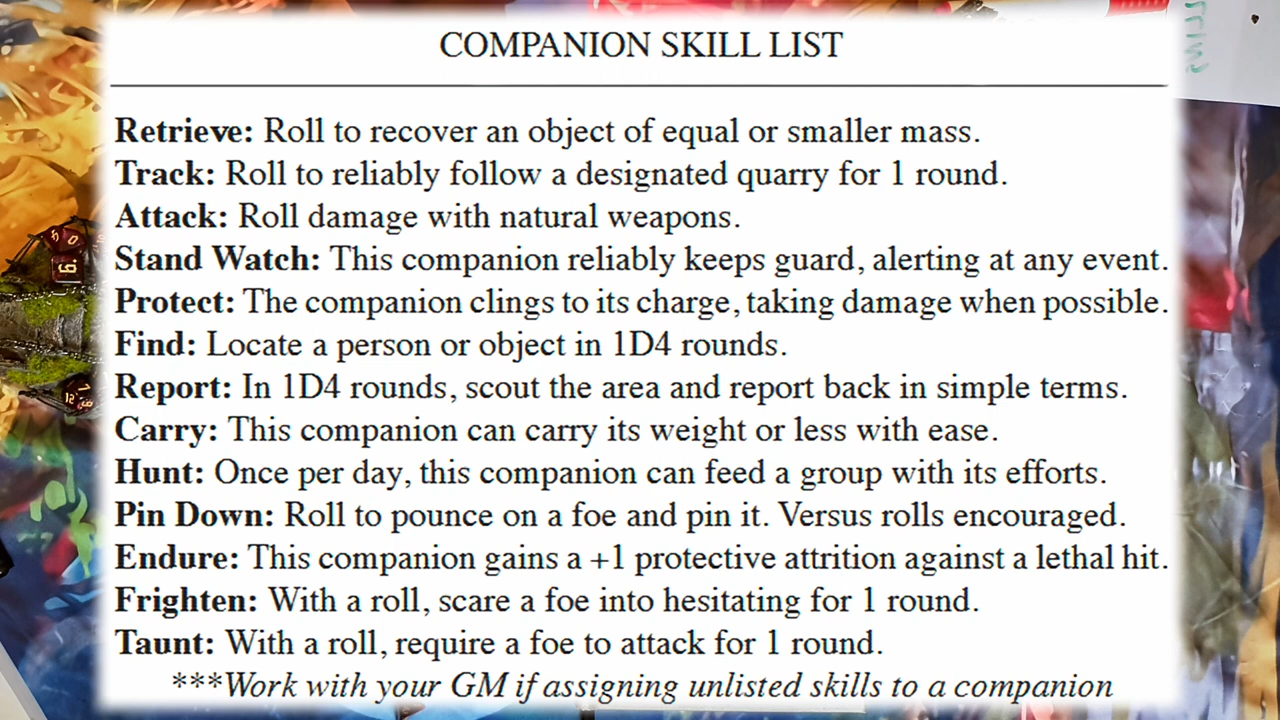 COMPANION SKILL LIST
Retrieve: Roll to recover an object of equal or smaller mass.
Track: Roll to reliably follow a designated quarry for 1 round.
Attack: Roll damage with natural weapons.
Stand Watch: This companion reliably keeps guard, alerting at any event.
Protect: The companion clings to its charge, taking damage when possible.
Find: Locate a person or object in 1D4 rounds.
Report: In 1D4 rounds, scout the area and report back in simple terms.
Carry: This companion can carry its weight or less with ease.
Hunt: Once per day, this companion can feed a group with its efforts.
Pin Down: Roll to pounce on a foe and pin it. Versus rolls encouraged.
Endure: This companion gains a +1 protective attrition against a lethal hit.
Frighten: With a roll, scare a foe into hesitating for 1 round.
Taunt: With a roll, require a foe to attack for 1 round.
***Work with your GM if assigning unlisted skills to a companion